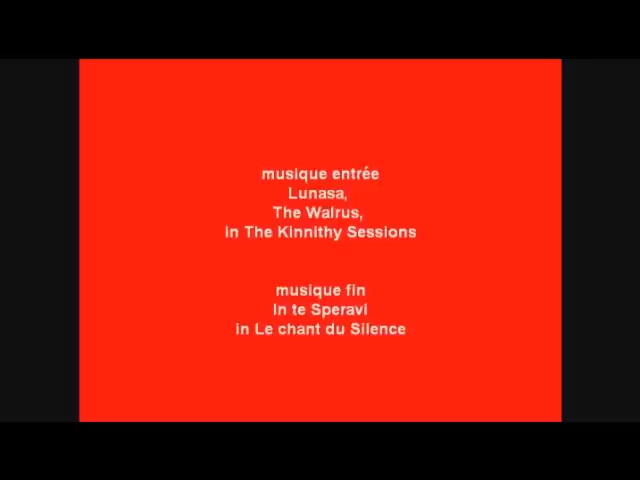 musique entrée
Lunasa,
The Walrus,
in The Kinnithy Sessions
musique fin
In te Speravi
in Le chant du Silence